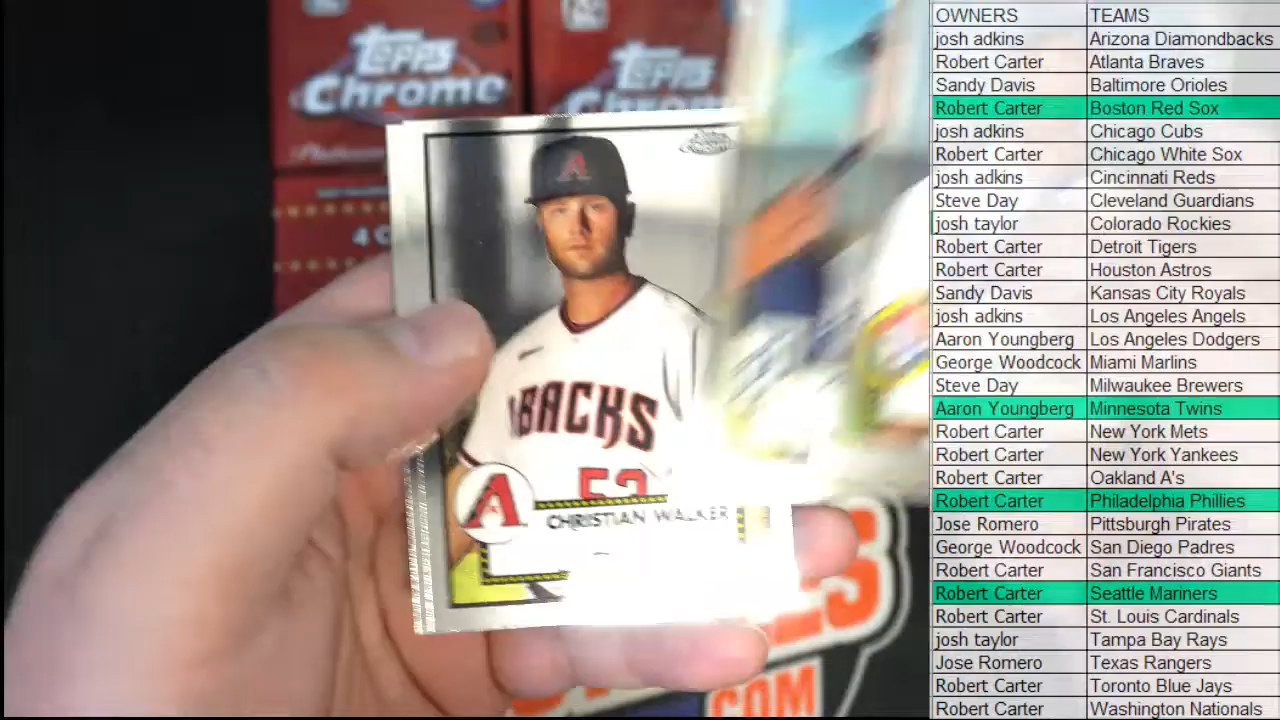 TOPPS
Chrome
TOPPS
Chrome
4 C
A
BACKS
52
A
CHRISTIAN WALKER
S
COM
OWNERS TEAMS
josh adkins Arizona Diamondbacks
Robert Carter Atlanta Braves
Sandy Davis Baltimore Orioles
Robert Carter Boston Red Sox
josh adkins Chicago Cubs
Robert Carter Chicago White Sox
josh adkins Cincinnati Reds
Steve Day Cleveland Guardians
josh taylor Colorado Rockies
Robert Carter Detroit Tigers
Robert Carter Houston Astros
Sandy Davis Kansas City Royals
josh adkins Los Angeles Angels
Aaron Youngberg Los Angeles Dodgers
George Woodcock Miami Marlins
Steve Day Milwaukee Brewers
Aaron Youngberg Minnesota Twins
Robert Carter New York Mets
Robert Carter New York Yankees
Robert Carter Oakland A's
Robert Carter Philadelphia Phillies
Jose Romero Pittsburgh Pirates
George Woodcock San Diego Padres
Robert Carter San Francisco Giants
Robert Carter Seattle Mariners
Robert Carter St. Louis Cardinals
josh taylor Tampa Bay Rays
Jose Romero Texas Rangers
Robert Carter Toronto Blue Jays
Robert Carter Washington Nationals